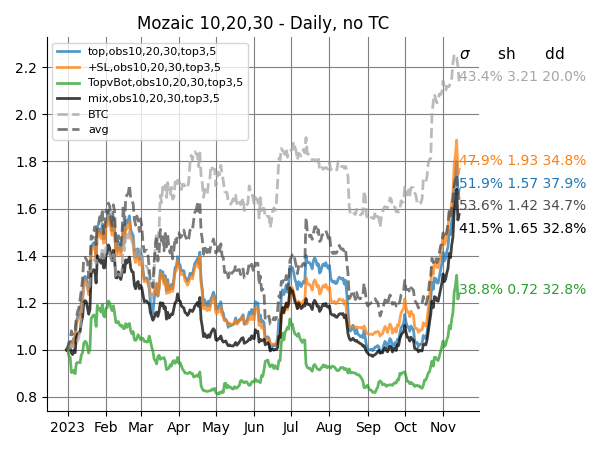 Mozaic 10,20,30 - Daily, no TC
σ sh dd
top,obs10,20,30,top3,5
+SL,obs10,20,30,top3,5
TopvBot,obs10,20,30,top3,5
mix,obs10,20,30,top3,5
BTC
avg
43.4% 3.21 20.0%
47.9% 1.93 34.8%
51.9% 1.57 37.9%
53.6% 1.42 34.7%
41.5% 1.65 32.8%
38.8% 0.72 32.8%
2.2
2.0
1.8
1.6
1.4
1.2
1.0
0.8
2023 Feb Mar Apr May Jun Jul Aug Sep Oct Nov